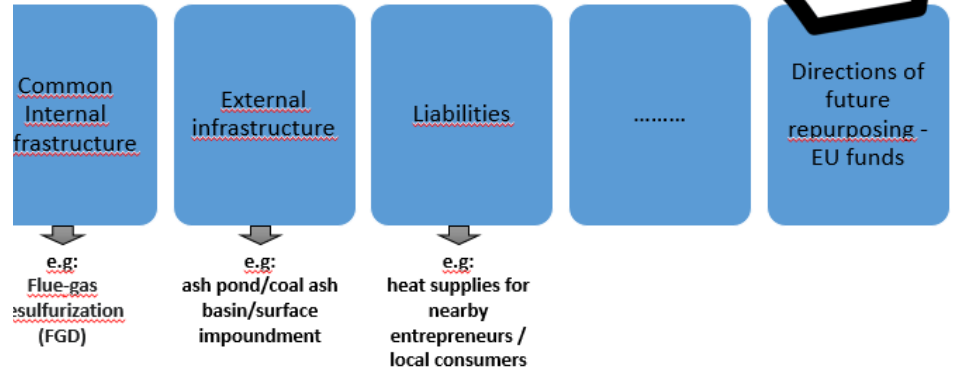 Common
Internal
frastructure
e.g:
Flue-gas
esulfurization
(FGD)
External
infrastructure
e.g:
ash pond/coal ash
basin/surface
impoundment
Liabilities
e.g:
heat supplies for
nearby
entrepreneurs /
local consumers
.........
Directions of
future
repurposing -
EU funds